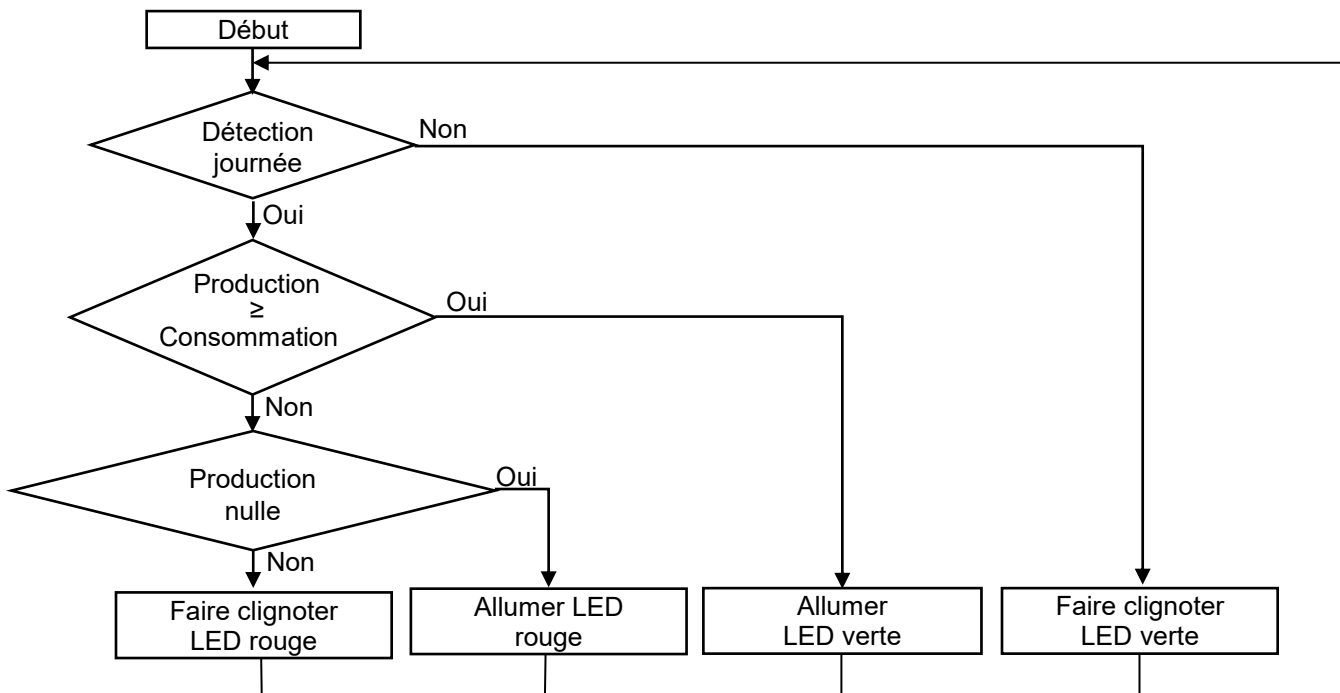 Début
Détection
journée
Non
Oui
Production
≥
Consommation
Oui
Non
Production
nulle
Oui
Non
Faire clignoter
LED rouge
Allumer LED
rouge
Allumer
LED verte
Faire clignoter
LED verte